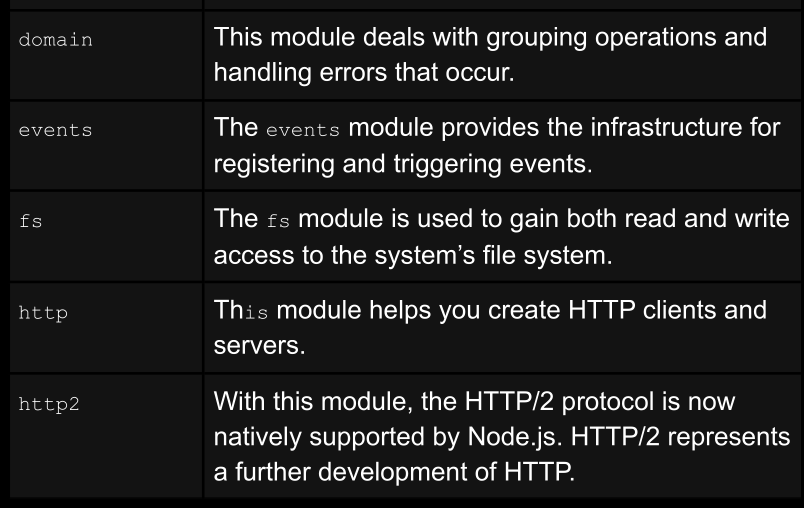 domain
This module deals with grouping operations and
handling errors that occur.
events
The events module provides the infrastructure for
registering and triggering events.
fs
The fs module is used to gain both read and write
access to the system’s file system.
http
This module helps you create HTTP clients and
servers.
http2
With this module, the HTTP/2 protocol is now
natively supported by Node.js. HTTP/2 represents
a further development of HTTP.